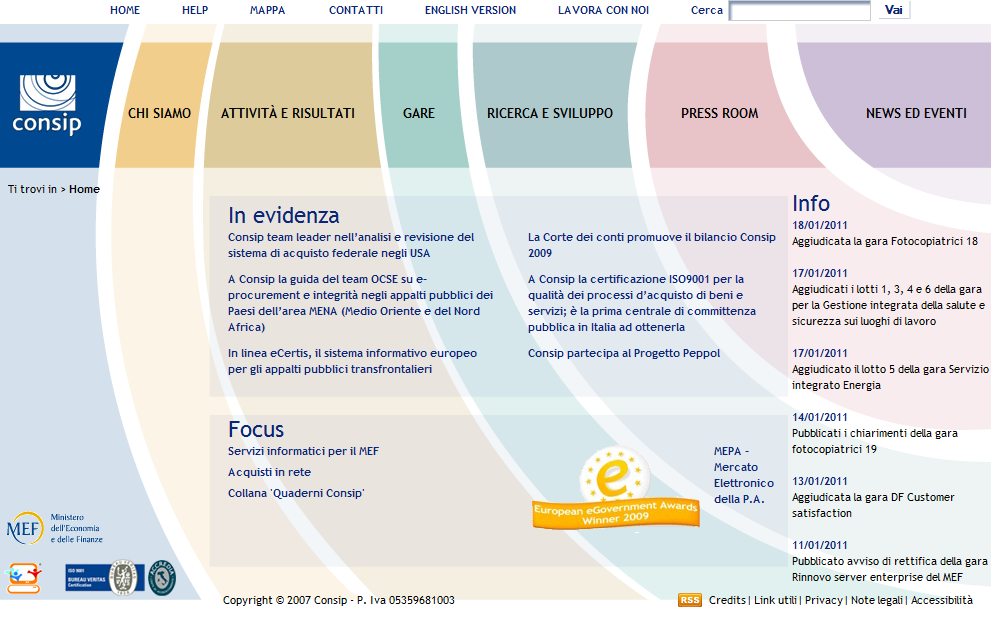 HOME HELP MAPPA CONTATTI ENGLISH VERSION LAVORA CON NOI Cerca Vai
consip
CHI SIAMO ATTIVITÀ E RISULTATI GARE RICERCA E SVILUPPO PRESS ROOM NEWS ED EVENTI
Ti trovi in > Home
In evidenza
Consip team leader nell'analisi e revisione del
sistema di acquisto federale negli USA
A Consip la guida del team OCSE su e-
procurement e integrità negli appalti pubblici dei
Paesi dell'area MENA (Medio Oriente e del Nord
Africa)
In linea eCertis, il sistema informativo europeo
per gli appalti pubblici transfrontalieri
La Corte dei conti promuove il bilancio Consip
2009
A Consip la certificazione ISO9001 per la
qualità dei processi d'acquisto di beni e
servizi; è la prima centrale di committenza
pubblica in Italia ad ottenerla
Consip partecipa al Progetto Peppol
Focus
Servizi informatici per il MEF
Acquisti in rete
Collana 'Quaderni Consip'
e
European eGovernment Awards
Winner 2009
MEPA -
Mercato
Elettronico
della P.A.
Info
18/01/2011
Aggiudicata la gara Fotocopiatrici 18
17/01/2011
Aggiudicati i lotti 1, 3, 4 e 6 della gara
per la Gestione integrata della salute e
sicurezza sui luoghi di lavoro
17/01/2011
Aggiudicato il lotto 5 della gara Servizio
integrato Energia
14/01/2011
Pubblicati i chiarimenti della gara
fotocopiatrici 19
13/01/2011
Aggiudicata la gara DF Customer
satisfaction
11/01/2011
Pubblicato avviso di rettifica della gara
Rinnovo server enterprise del MEF
MEF
Ministero
dell'Economia
e delle Finanze
ISO 9001
BUREAU VERITAS
Certification
Copyright © 2007 Consip - P. Iva 05359681003
RSS Credits| Link utili| Privacy| Note legali| Accessibilità